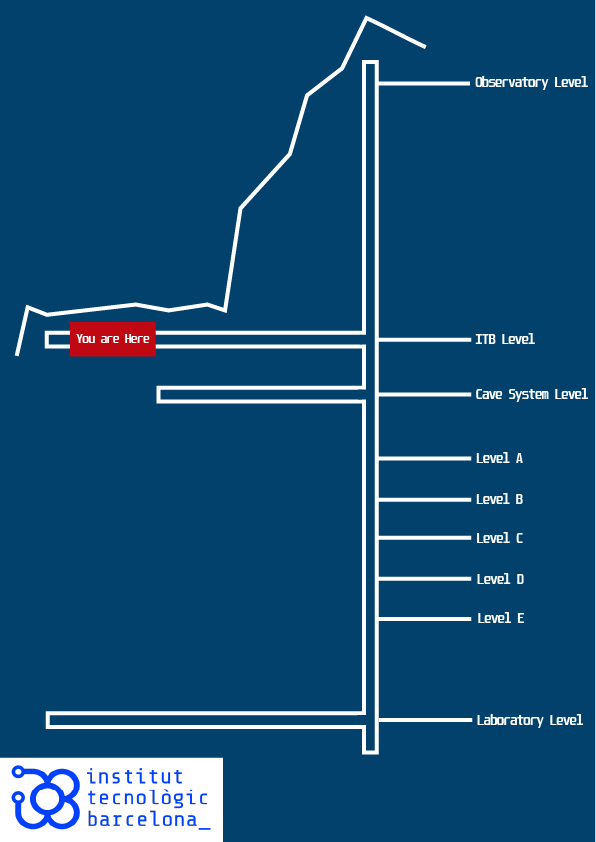 Observatory Level
You are Here
ITB Level
Cave System Level
Level A
Level B
Level C
Level D
Level E
Laboratory Level
institut
tecnològic
barcelona_